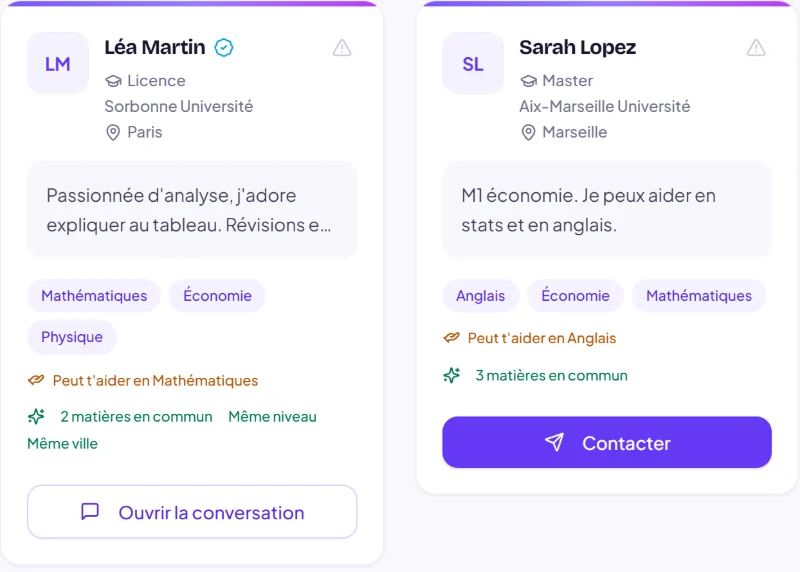 LM
Léa Martin
Licence
Sorbonne Université
Paris
Passionnée d'analyse, j'adore
expliquer au tableau. Révisions e...
Mathématiques
Économie
Physique
Peut t'aider en Mathématiques
2 matières en commun
Même niveau
Même ville
Ouvrir la conversation
SL
Sarah Lopez
Master
Aix-Marseille Université
Marseille
M1 économie. Je peux aider en
stats et en anglais.
Anglais
Économie
Mathématiques
Peut t'aider en Anglais
3 matières en commun
Contacter